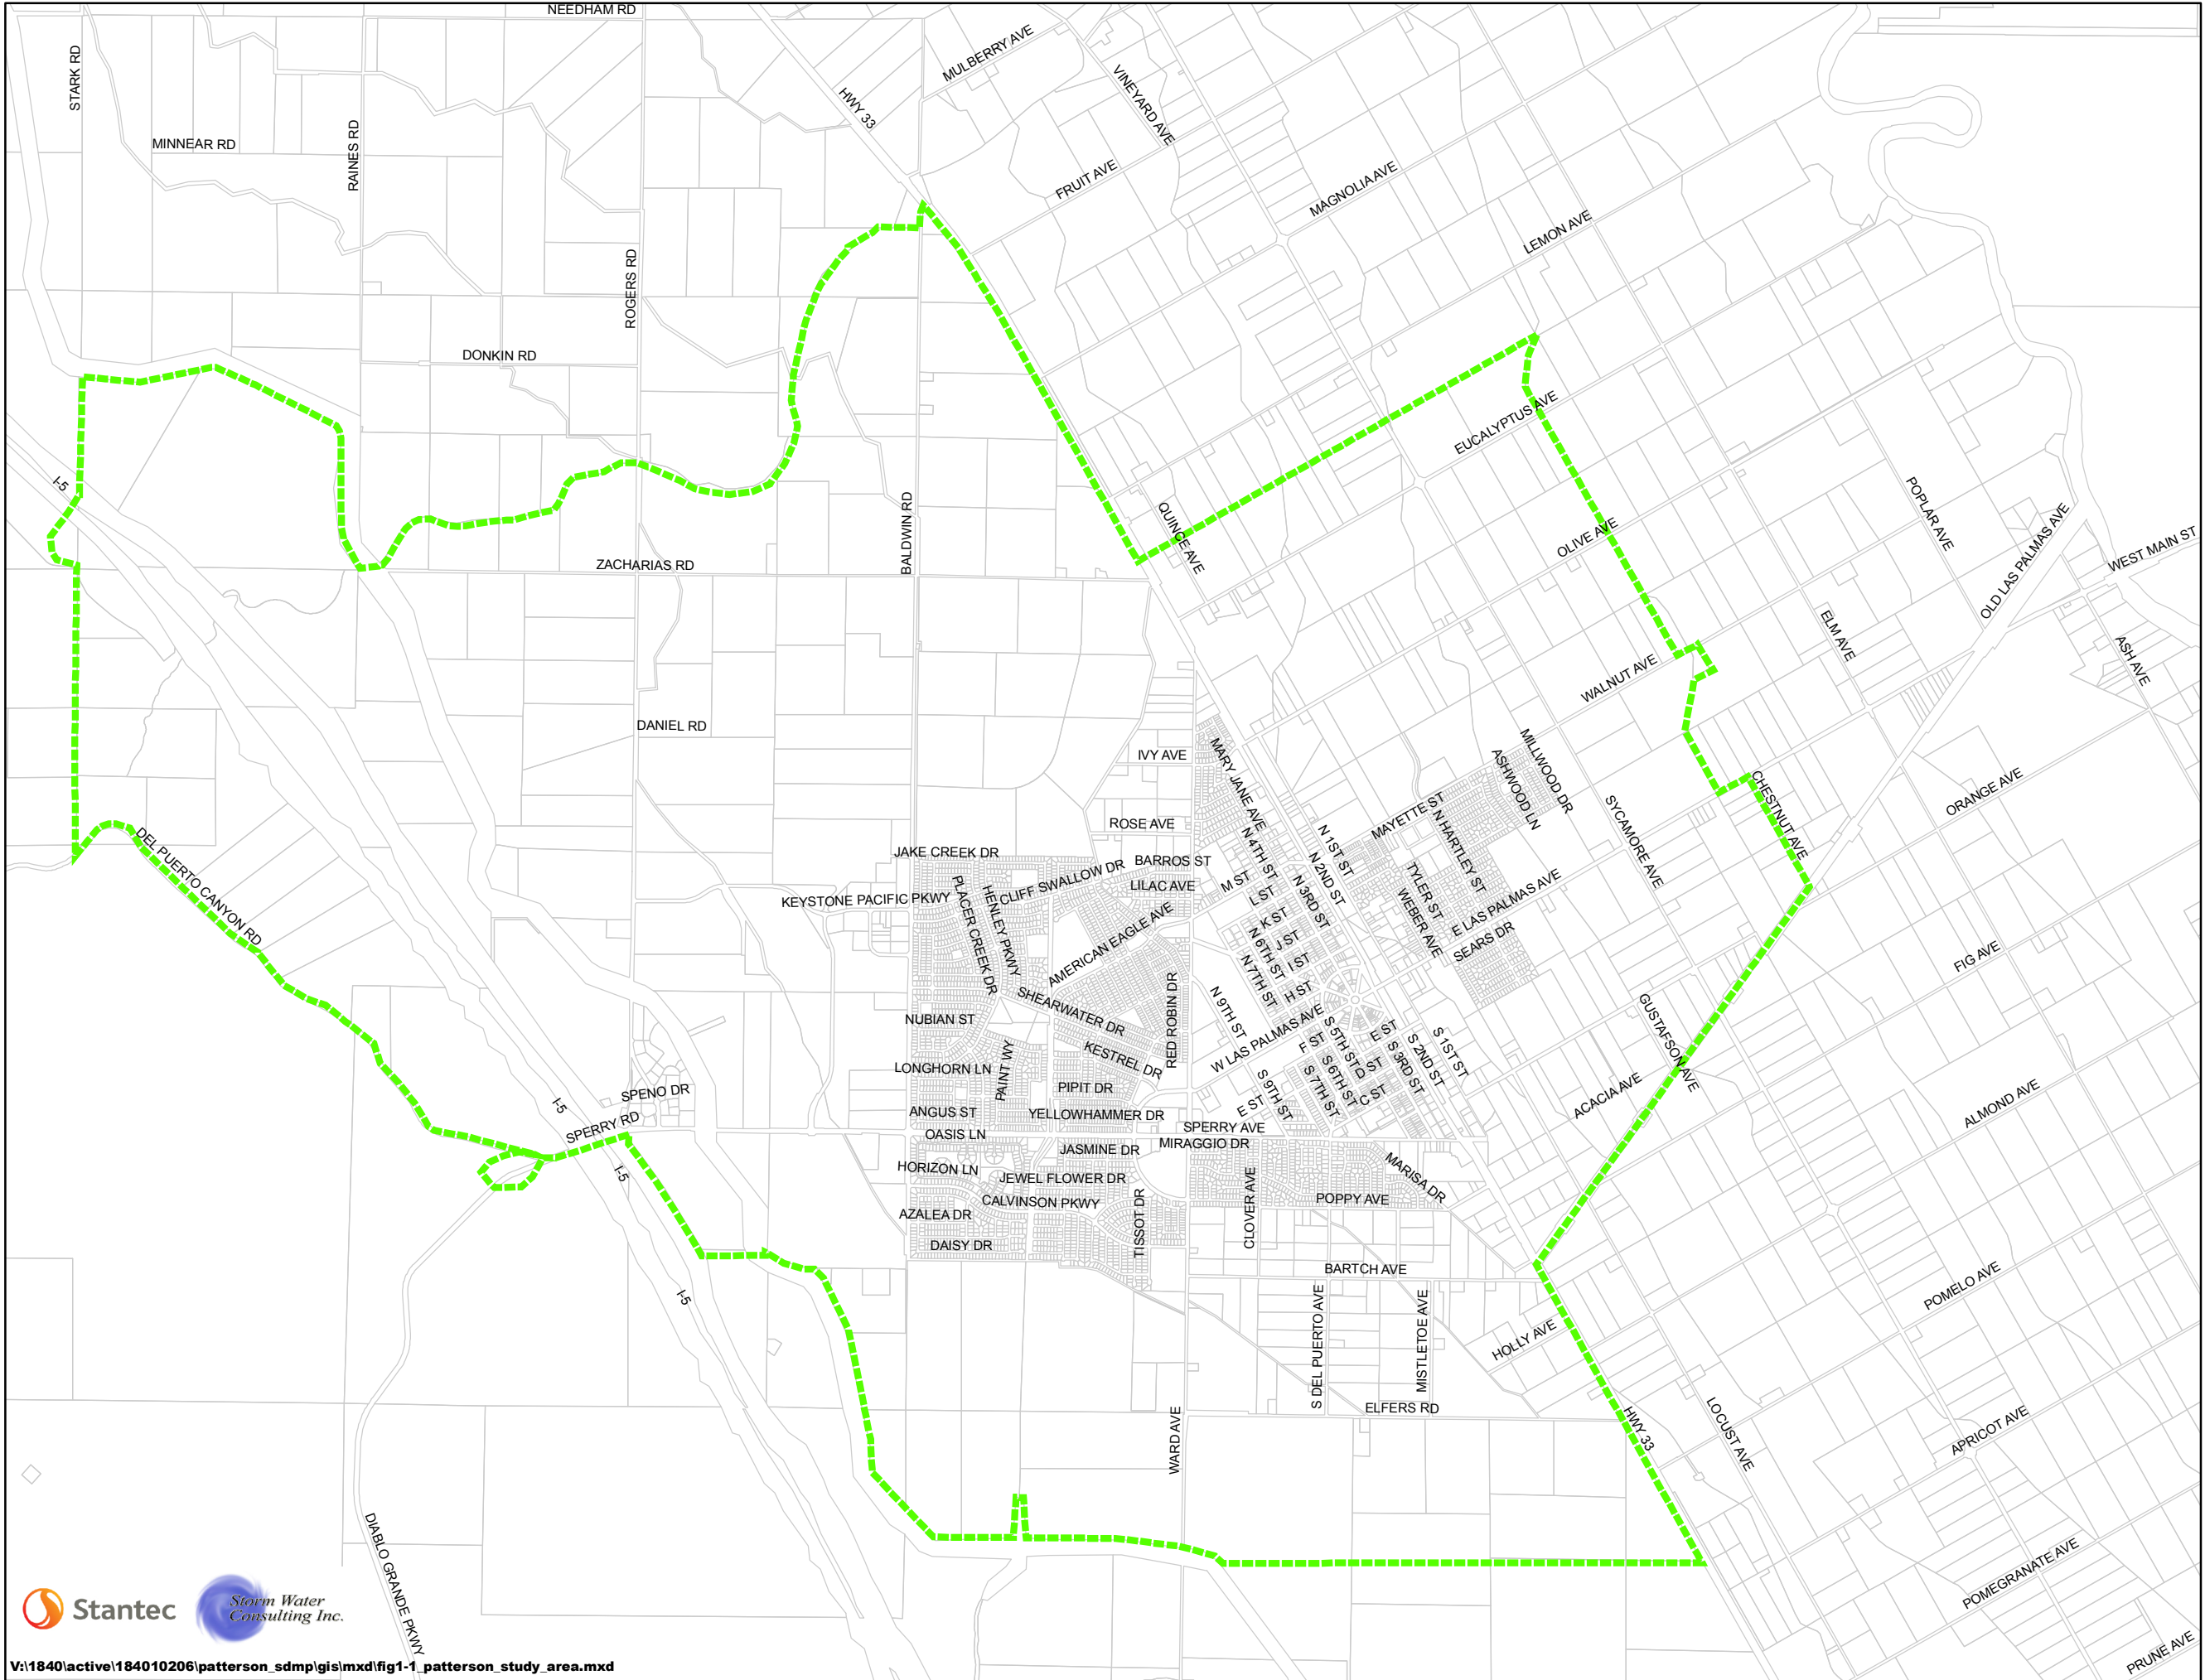 NEEDHAM RD
STARK RD
MULBERRY AVE
HWY 33
VINEYARD AVE
MINNEAR RD
RAINES RD
FRUIT AVE
MAGNOLIA AVE
LEMON AVE
ROGERS RD
DONKIN RD
EUCALYPTUS AVE
I-5
QUINCE AVE
POPLAR AVE
OLIVE AVE
BALDWIN RD
OLD LAS PALMAS AVE
WEST MAIN ST
ZACHARIAS RD
ELM AVE
ASH AVE
WALNUT AVE
DANIEL RD
IVY AVE
MARY JANE AVE
MILLWOOD DR
ASHWOOD LN
CHESTNUT AVE
ORANGE AVE
SYCAMORE AVE
MAYETTE ST
N HARTLEY ST
ROSE AVE
N 4TH ST
N 1ST ST
N 2ND ST
DEL PUERTO CANYON RD
JAKE CREEK DR
BARROS ST
CLIFF SWALLOW DR
LILAC AVE
M ST
L ST
N 3RD ST
TYLER ST
WEBER AVE
E LAS PALMAS AVE
KEYSTONE PACIFIC PKWY
PLACER CREEK DR
HENLEY PKWY
AMERICAN EAGLE AVE
K ST
J ST
I ST
H ST
N 6TH ST
N 7TH ST
SEARS DR
FIG AVE
SHEARWATER DR
NUBIAN ST
RED ROBIN DR
N 9TH ST
W LAS PALMAS AVE
GUSTAFSON AVE
KESTREL DR
LONGHORN LN
PAINT WY
PIPIT DR
F ST
S 5TH ST
E ST
D ST
S 6TH ST
S 7TH ST
C ST
S 3RD ST
S 2ND ST
S 1ST ST
ACACIA AVE
ALMOND AVE
I-5
SPENO DR
SPERRY RD
ANGUS ST
YELLOWHAMMER DR
E ST
S 9TH ST
SPERRY AVE
OASIS LN
JASMINE DR
MIRAGGIO DR
I-5
HORIZON LN
JEWEL FLOWER DR
MARISA DR
CALVINSON PKWY
POPPY AVE
AZALEA DR
TISSOT DR
CLOVER AVE
DAISY DR
BARTCH AVE
I-5
POMELO AVE
S DEL PUERTO AVE
MISTLETOE AVE
HOLLY AVE
ELFERS RD
WARD AVE
HWY 33
LOCUST AVE
APRICOT AVE
DIABLO GRANDE PKWY
POMEGRANATE AVE
PRUNE AVE
Stantec
Storm Water
Consulting Inc.
V:\1840\active\184010206\patterson_sdmp\gis\mxd\fig1-1_patterson_study_area.mxd